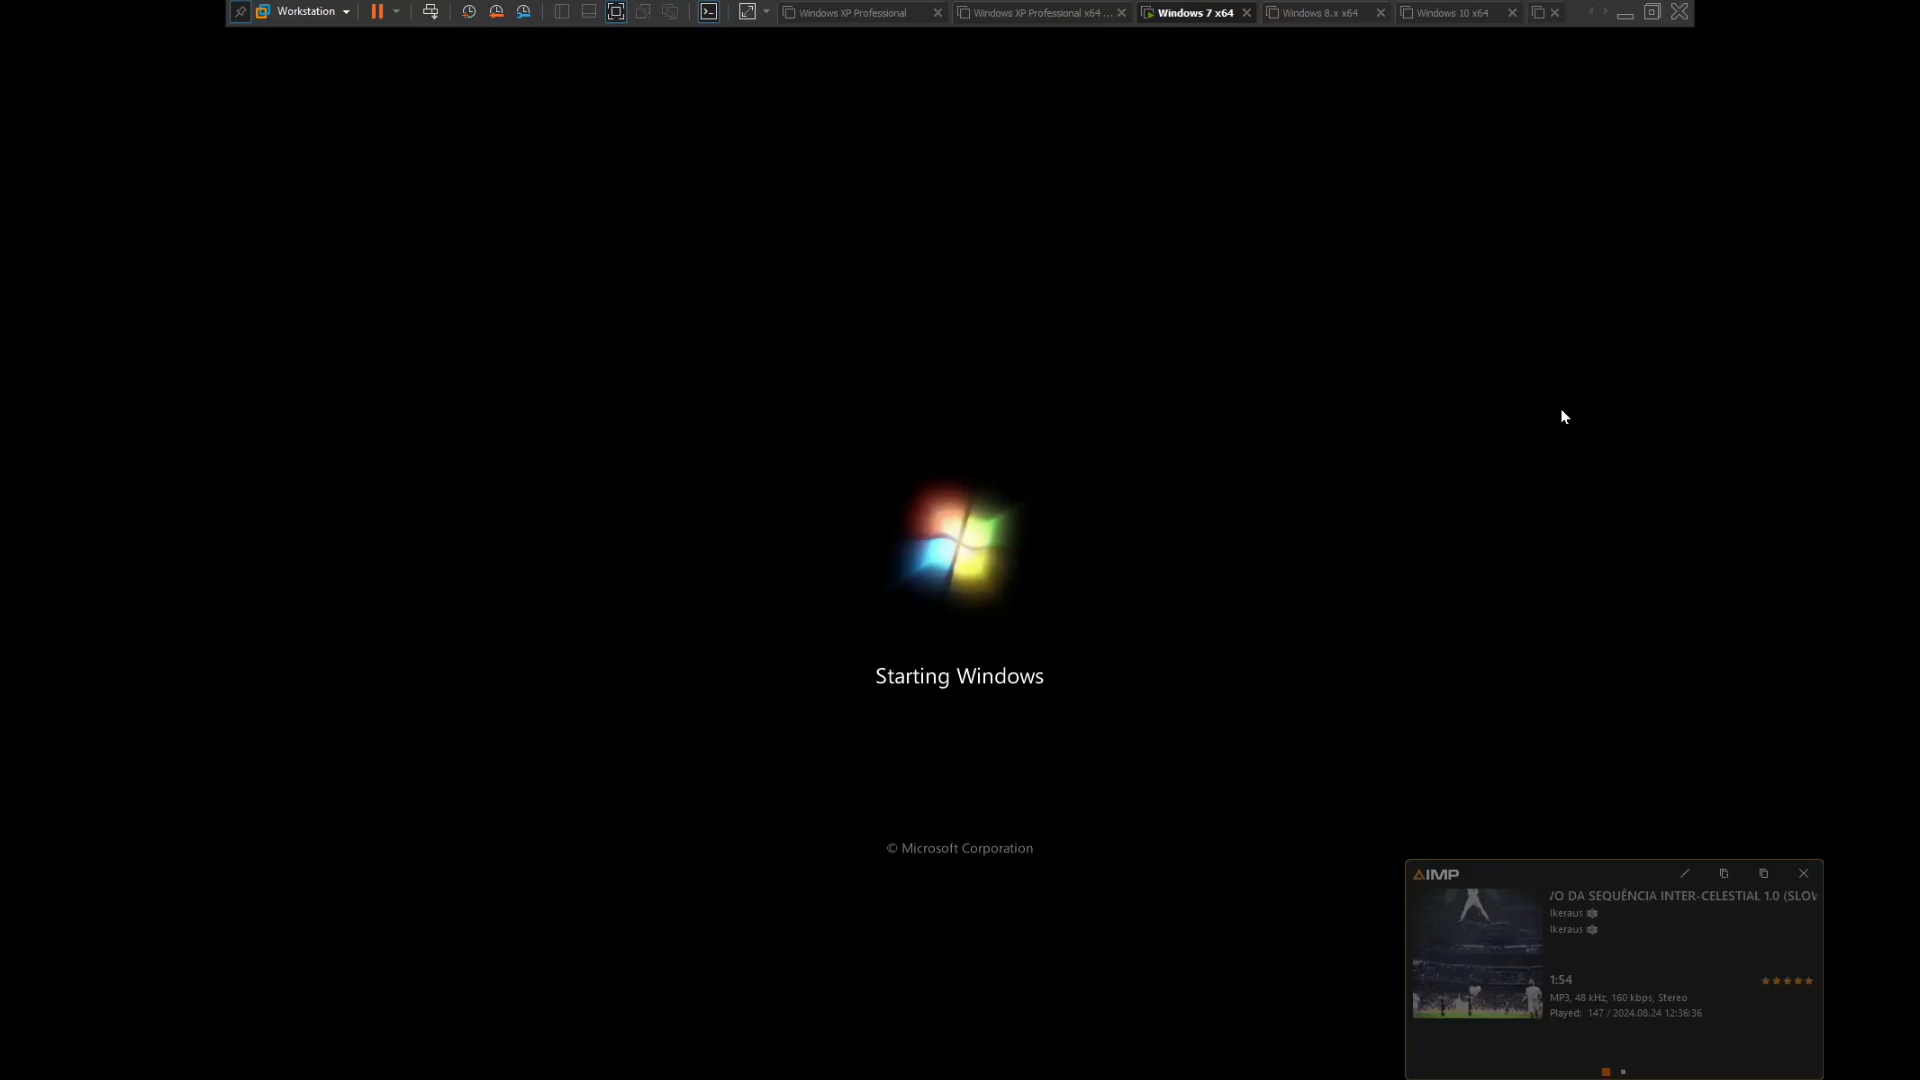 Workstation
Windows XP Professional
Windows XP Professional x64 ...
Windows 7 x64
Windows 8.x x64
Windows 10 x64
Starting Windows
© Microsoft Corporation
AIMP
/O DA SEQUÊNCIA INTER-CELESTIAL 1.0 (SLOW
Ikeraus
Ikeraus
1:54
MP3, 48 kHz, 160 kbps, Stereo
Played: 147 / 2024.08.24 12:36:36